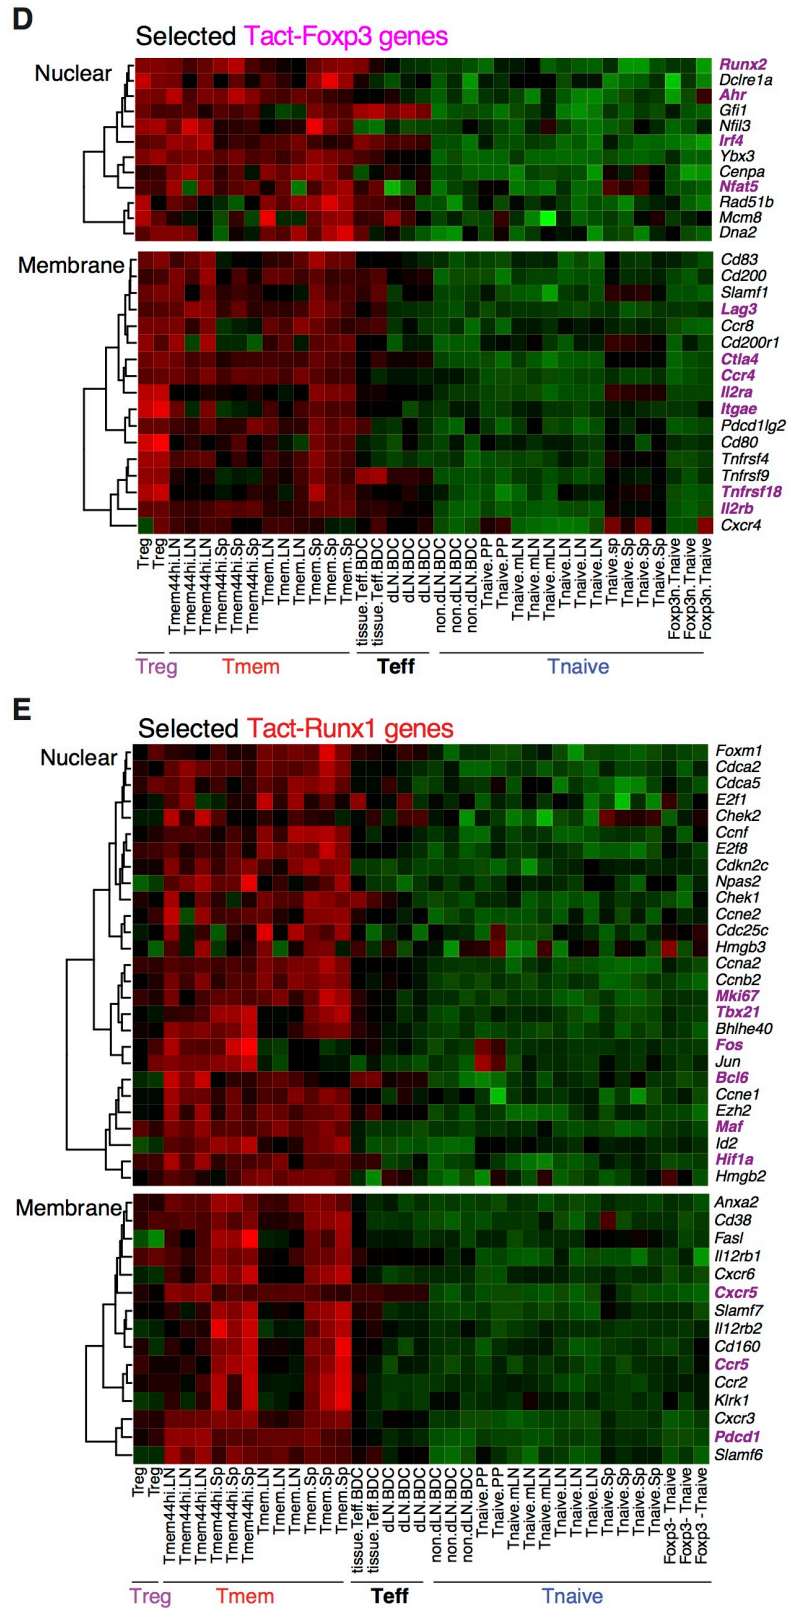 D
Selected Tact-Foxp3 genes
Nuclear
Runx2
Dclre1a
Ahr
Gfi1
Nfil3
Irf4
Ybx3
Cenpa
Nfat5
Rad51b
Mcm8
Dna2
Membrane
Cd83
Cd200
Slamf1
Lag3
Ccr8
Cd200r1
Ctla4
Ccr4
Il2ra
Itgae
Pdcd1lg2
Cd80
Tnfrsf4
Tnfrsf9
Tnfrsf18
Il2rb
Cxcr4
Treg
Treg
Tmem44hi.LN
Tmem44hi.LN
Tmem44hi.LN
Tmem44hi.Sp
Tmem44hi.Sp
Tmem44hi.Sp
Tmem.LN
Tmem.LN
Tmem.LN
Tmem.Sp
Tmem.Sp
Tmem.Sp
tissue.Teff.BDC
tissue.Teff.BDC
dLN.BDC
dLN.BDC
dLN.BDC
non.dLN.BDC
non.dLN.BDC
non.dLN.BDC
Tnaive.PP
Tnaive.PP
Tnaive.mLN
Tnaive.mLN
Tnaive.mLN
Tnaive.LN
Tnaive.LN
Tnaive.LN
Tnaive.sp
Tnaive.Sp
Tnaive.Sp
Tnaive.Sp
Foxp3n.Tnaive
Foxp3n.Tnaive
Foxp3n.Tnaive
Treg Tmem Teff Tnaive
E
Selected Tact-Runx1 genes
Nuclear
Foxm1
Cdca2
Cdca5
E2f1
Chek2
Ccnf
E2f8
Cdkn2c
Npas2
Chek1
Ccne2
Cdc25c
Hmgb3
Ccna2
Ccnb2
Mki67
Tbx21
Bhlhe40
Fos
Jun
Bcl6
Ccne1
Ezh2
Maf
Id2
Hif1a
Hmgb2
Membrane
Anxa2
Cd38
Fasl
Il12rb1
Cxcr6
Cxcr5
Slamf7
Il12rb2
Cd160
Ccr5
Ccr2
Klrk1
Cxcr3
Pdcd1
Slamf6
Treg
Treg
Tmem44hi.LN
Tmem44hi.LN
Tmem44hi.LN
Tmem44hi.Sp
Tmem44hi.Sp
Tmem44hi.Sp
Tmem.LN
Tmem.LN
Tmem.LN
Tmem.Sp
Tmem.Sp
Tmem.Sp
tissue.Teff.BDC
tissue.Teff.BDC
dLN.BDC
dLN.BDC
dLN.BDC
non.dLN.BDC
non.dLN.BDC
non.dLN.BDC
Tnaive.PP
Tnaive.PP
Tnaive.mLN
Tnaive.mLN
Tnaive.mLN
Tnaive.LN
Tnaive.LN
Tnaive.LN
Tnaive.Sp
Tnaive.Sp
Tnaive.Sp
Tnaive.Sp
Foxp3- Tnaive
Foxp3- Tnaive
Foxp3 -Tnaive
Treg Tmem Teff Tnaive